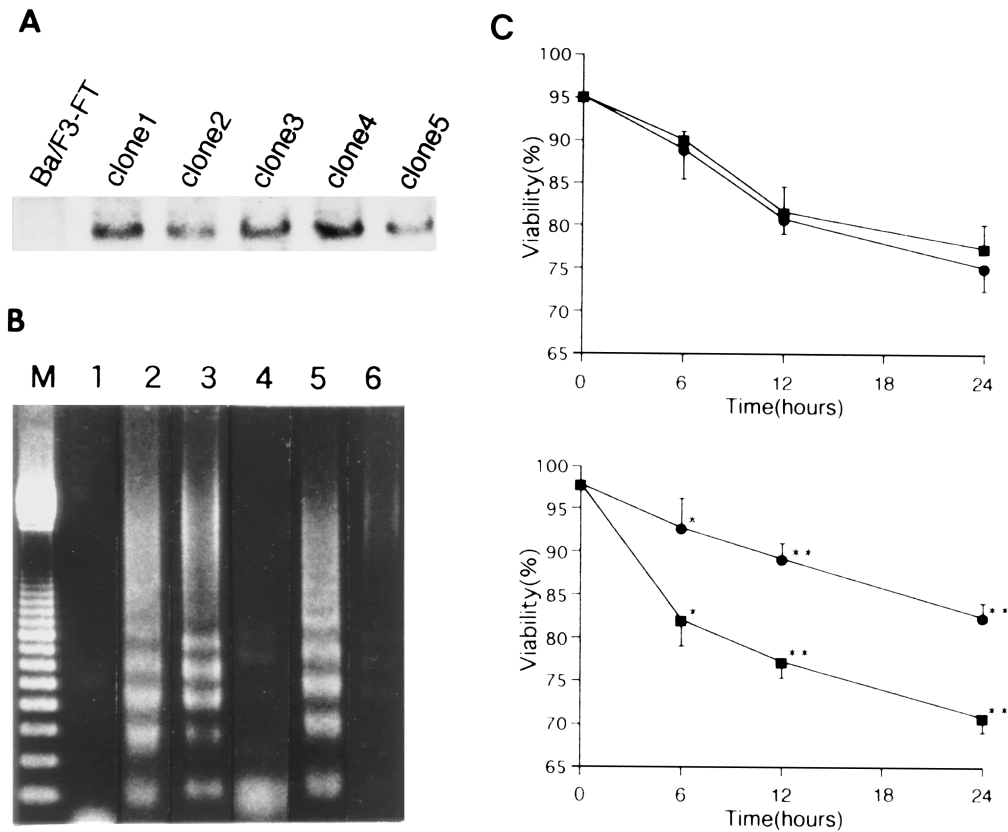 A
Ba/F3-FT clone1 clone2 clone3 clone4 clone5
B
M 1 2 3 4 5 6
C
100
95
90
85
80
75
70
65
Viability(%)
0 6 12 18 24
Time(hours)
100
95
90
85
80
75
70
65
Viability(%)
*
* *
* *
*
* *
* *
0 6 12 18 24
Time(hours)